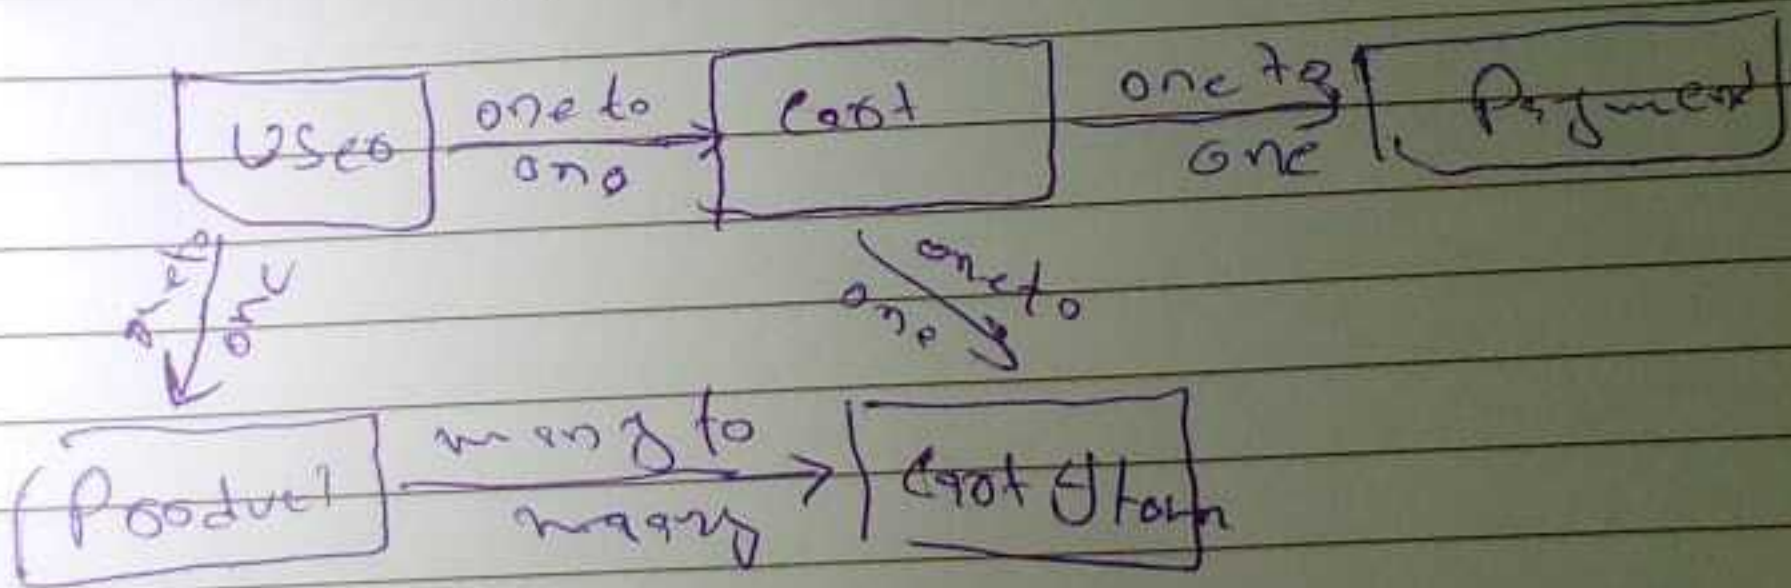 User
one to
one
Cart
one to
one
Payment
one to
one
one to
one
Product
many to
many
Cart Item